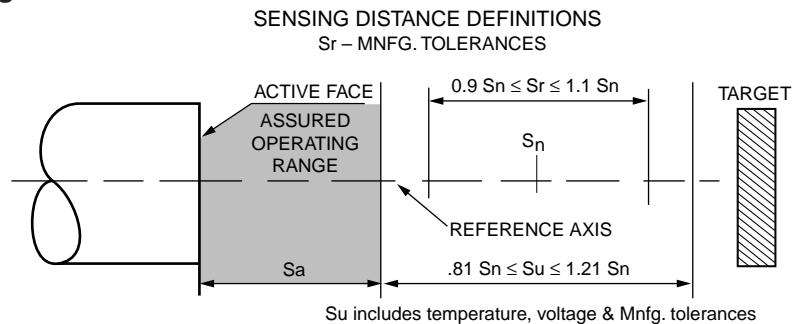 SENSING DISTANCE DEFINITIONS
Sr – MNFG. TOLERANCES
ACTIVE FACE
0.9 Sn ≤ Sr ≤ 1.1 Sn
TARGET
ASSURED
OPERATING
RANGE
Sn
REFERENCE AXIS
Sa
.81 Sn ≤ Su ≤ 1.21 Sn
Su includes temperature, voltage & Mnfg. tolerances